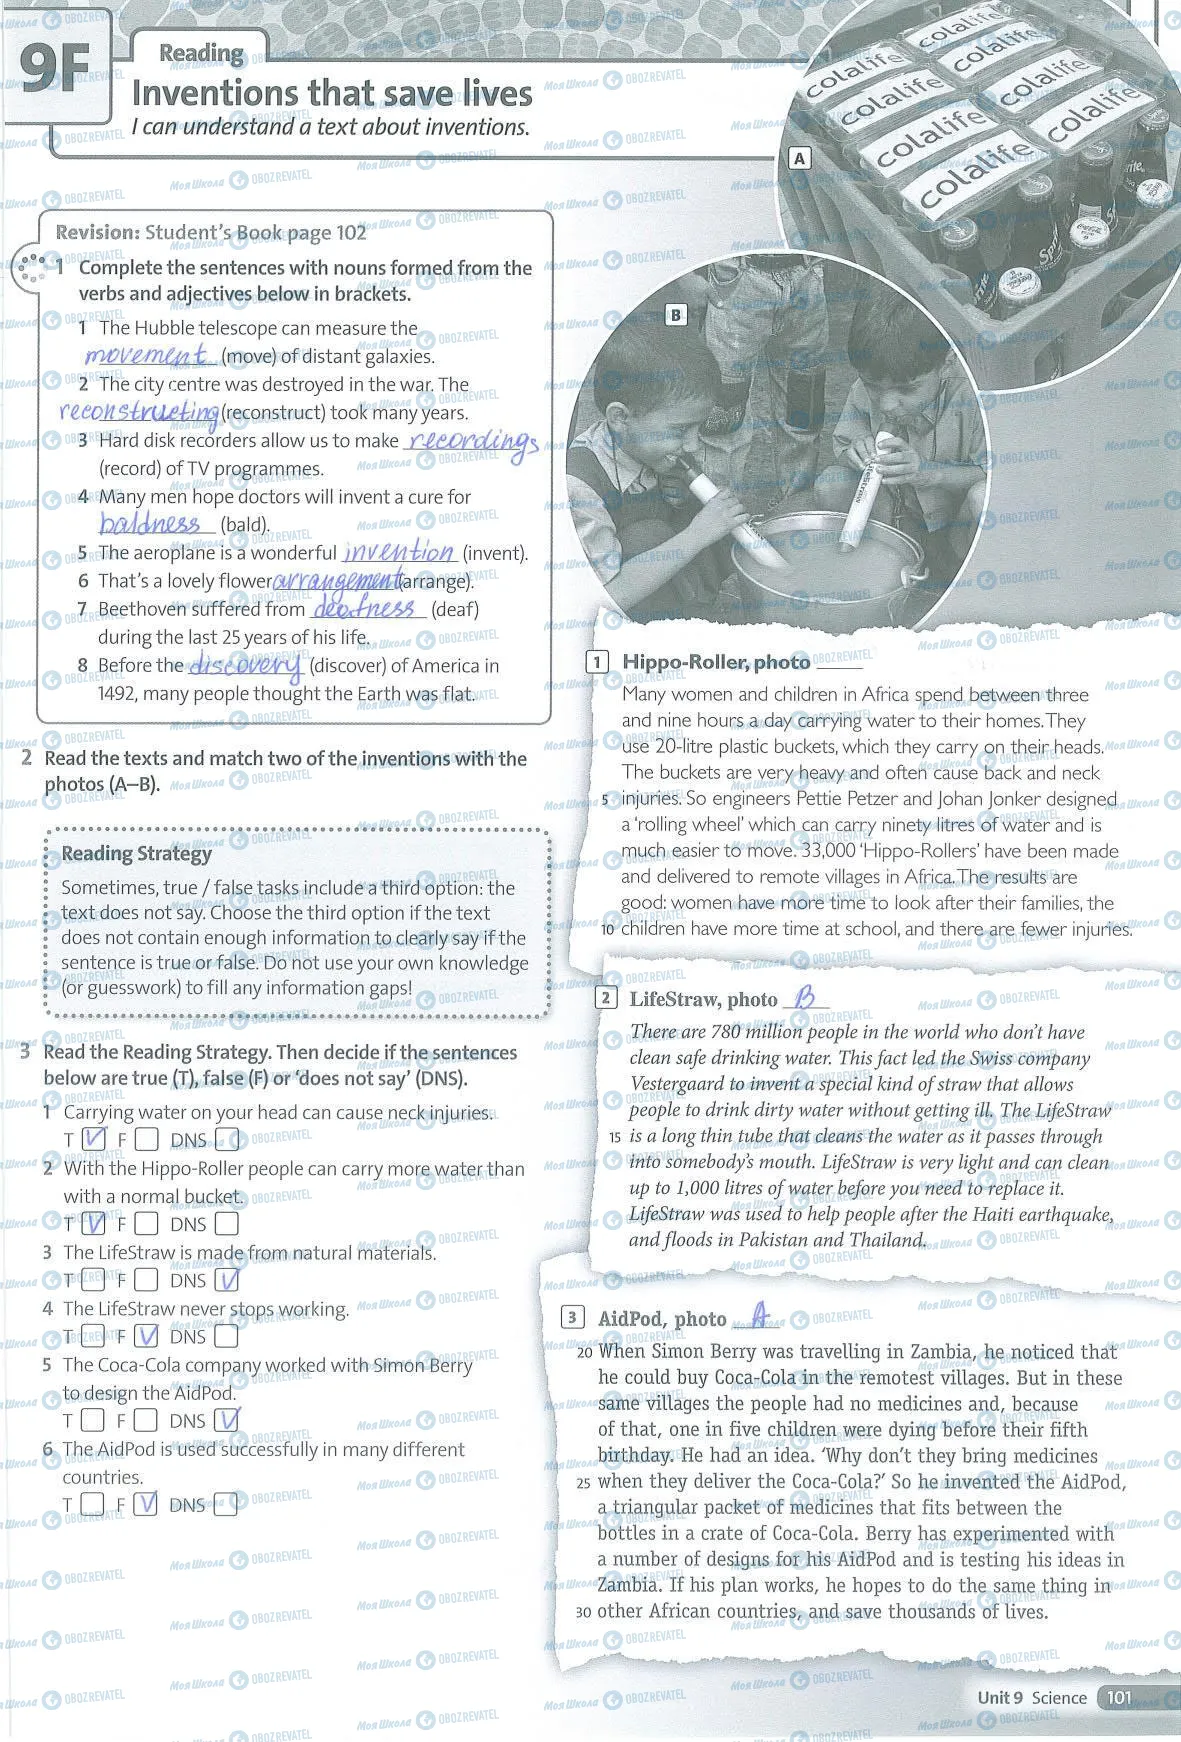 9F
Reading
Inventions that save lives
I can understand a text about inventions.
Revision: Student's Book page 102
1 Complete the sentences with nouns formed from the
verbs and adjectives below in brackets.
1 The Hubble telescope can measure the
movement (move) of distant galaxies.
2 The city centre was destroyed in the war. The
reconstructing (reconstruct) took many years.
3 Hard disk recorders allow us to make recordings
(record) of TV programmes.
4 Many men hope doctors will invent a cure for
baldness (bald).
5 The aeroplane is a wonderful invention (invent).
6 That's a lovely flower arrangement (arrange).
7 Beethoven suffered from deafness (deaf)
during the last 25 years of his life.
8 Before the discovery (discover) of America in
1492, many people thought the Earth was flat.
2 Read the texts and match two of the inventions with the
photos (A–B).
Reading Strategy
Sometimes, true / false tasks include a third option: the
text does not say. Choose the third option if the text
does not contain enough information to clearly say if the
sentence is true or false. Do not use your own knowledge
(or guesswork) to fill any information gaps!
3 Read the Reading Strategy. Then decide if the sentences
below are true (T), false (F) or 'does not say' (DNS).
1 Carrying water on your head can cause neck injuries.
T V F DNS
2 With the Hippo-Roller people can carry more water than
with a normal bucket.
T V F DNS
3 The LifeStraw is made from natural materials.
T F DNS V
4 The LifeStraw never stops working.
T F V DNS
5 The Coca-Cola company worked with Simon Berry
to design the AidPod.
T F DNS V
6 The AidPod is used successfully in many different
countries.
T F V DNS
A
colalife
colalife
colalife
colalife
colalife
colalife
colalife
colalife
B
1 Hippo-Roller, photo
Many women and children in Africa spend between three
and nine hours a day carrying water to their homes. They
use 20-litre plastic buckets, which they carry on their heads.
The buckets are very heavy and often cause back and neck
5 injuries. So engineers Pettie Petzer and Johan Jonker designed
a 'rolling wheel' which can carry ninety litres of water and is
much easier to move. 33,000 'Hippo-Rollers' have been made
and delivered to remote villages in Africa. The results are
good: women have more time to look after their families, the
10 children have more time at school, and there are fewer injuries.
2 LifeStraw, photo B
There are 780 million people in the world who don't have
clean safe drinking water. This fact led the Swiss company
Vestergaard to invent a special kind of straw that allows
people to drink dirty water without getting ill. The LifeStraw
15 is a long thin tube that cleans the water as it passes through
into somebody's mouth. LifeStraw is very light and can clean
up to 1,000 litres of water before you need to replace it.
LifeStraw was used to help people after the Haiti earthquake,
and floods in Pakistan and Thailand.
3 AidPod, photo A
20 When Simon Berry was travelling in Zambia, he noticed that
he could buy Coca-Cola in the remotest villages. But in these
same villages the people had no medicines and, because
of that, one in five children were dying before their fifth
birthday. He had an idea. 'Why don't they bring medicines
25 when they deliver the Coca-Cola?' So he invented the AidPod,
a triangular packet of medicines that fits between the
bottles in a crate of Coca-Cola. Berry has experimented with
a number of designs for his AidPod and is testing his ideas in
Zambia. If his plan works, he hopes to do the same thing in
30 other African countries, and save thousands of lives.
Unit 9 Science 101
Моя Школа OBOZREVATEL